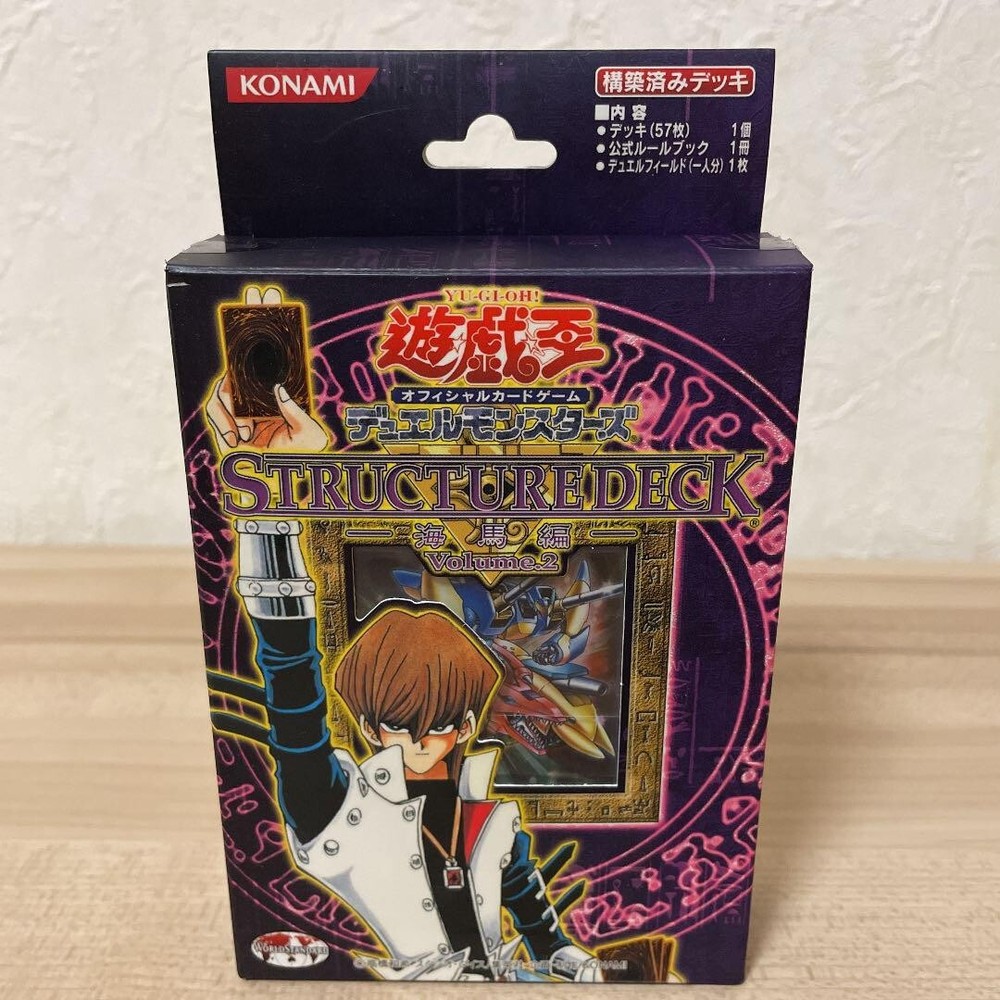 KONAMI
構築済みデッキ
■内 容
●デッキ(57枚) 1個
●公式ルールブック 1冊
●デュエルフィールド(一人分) 1枚
YU-GI-OH!
遊戯王
オフィシャルカードゲーム
デュエルモンスターズ
STRUCTURE DECK®
海馬編
Volume.2
WORLD STANDARD
KONAMI